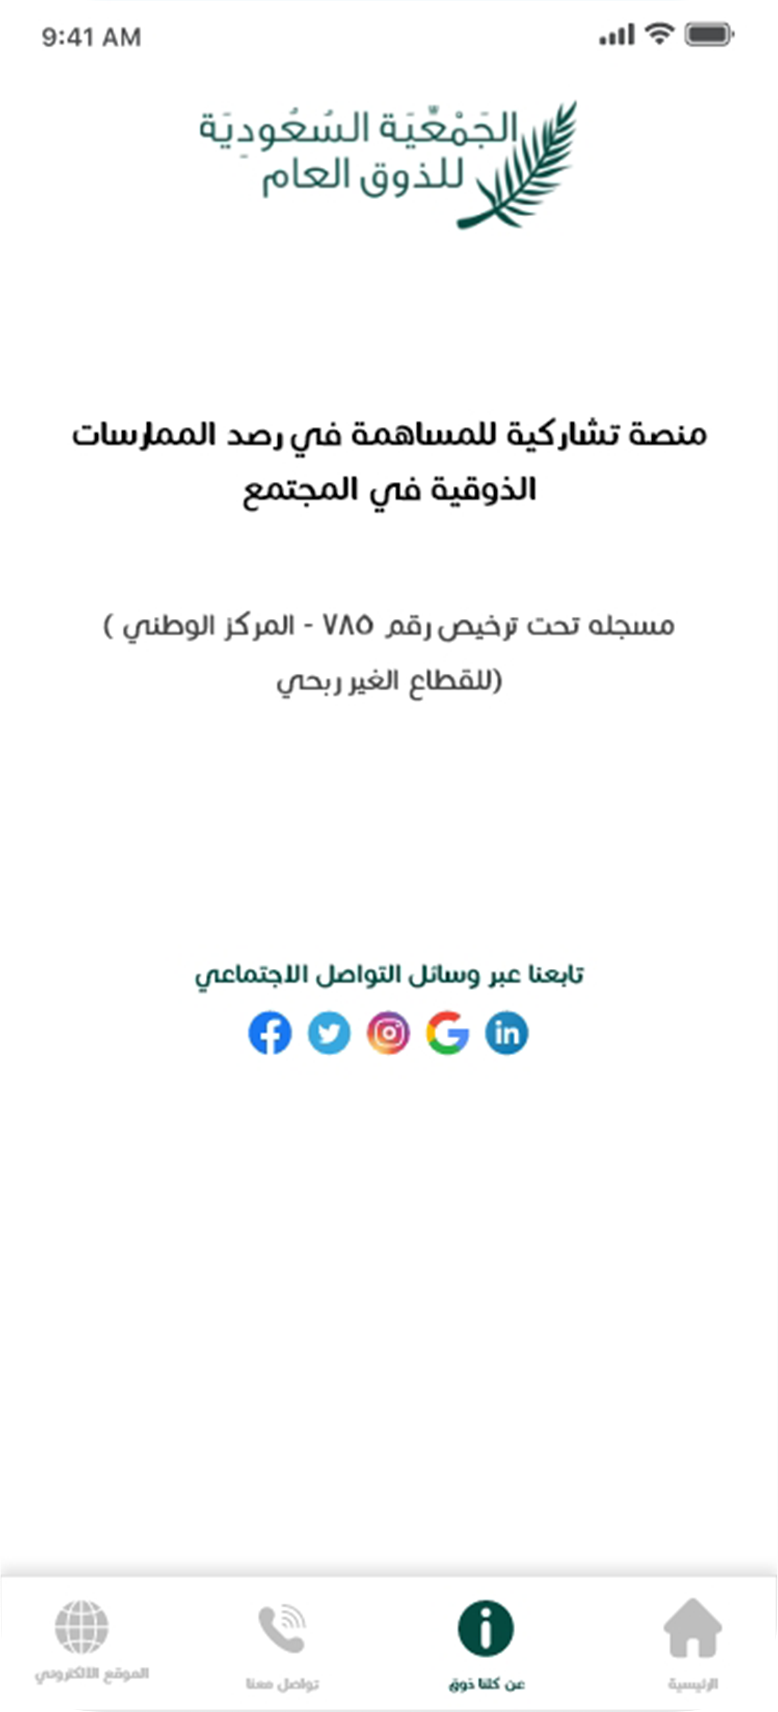 9:41 AM
الجَمْعِّيَة السُعُودِيَة
للذوق العام
منصة تشاركية للمساهمة في رصد الممارسات
الذوقية في المجتمع
مسجله تحت ترخيص رقم ٧٨٥ - المركز الوطني )
(للقطاع الغير ربحي
تابعنا عبر وسائل التواصل الاجتماعي
الرئيسية
عن كلنا ذوق
تواصل معنا
الموقع الالكتروني